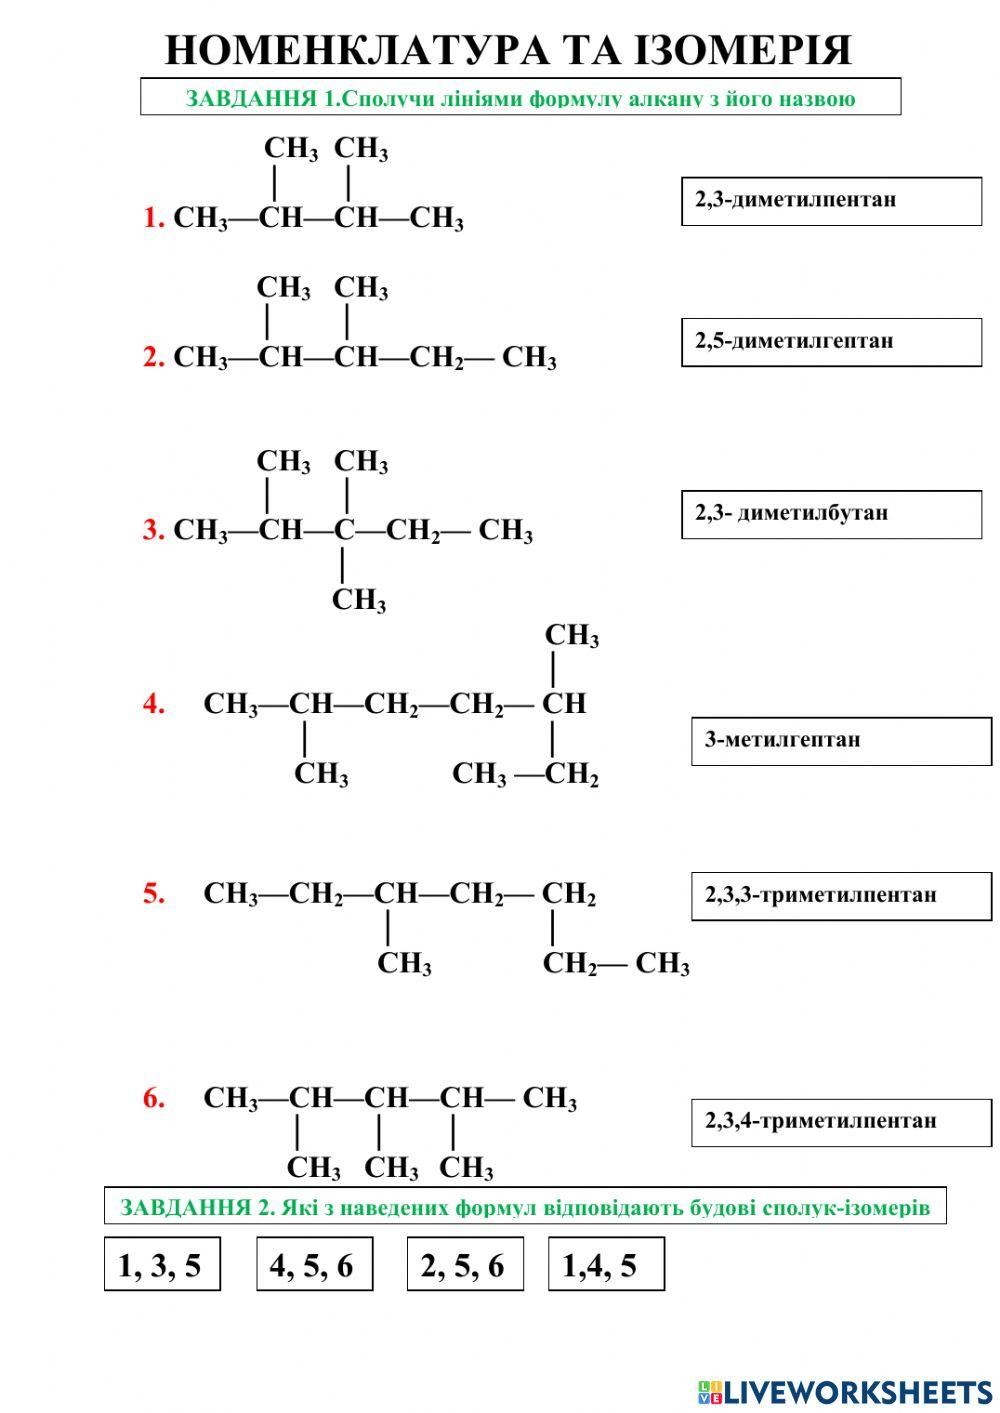 НОМЕНКЛАТУРА ТА ІЗОМЕРІЯ
ЗАВДАННЯ 1.Сполучи лініями формулу алкану з його назвою
CH₃ CH₃
1. CH₃—CH—CH—CH₃
2,3-диметилпентан
CH₃ CH₃
2. CH₃—CH—CH—CH₂— CH₃
2,5-диметилгептан
CH₃ CH₃
3. CH₃—CH—C—CH₂— CH₃
2,3- диметилбутан
CH₃
CH₃
4. CH₃—CH—CH₂—CH₂— CH
3-метилгептан
CH₃ CH₃ —CH₂
5. CH₃—CH₂—CH—CH₂— CH₂
2,3,3-триметилпентан
CH₃ CH₂— CH₃
6. CH₃—CH—CH—CH— CH₃
2,3,4-триметилпентан
CH₃ CH₃ CH₃
ЗАВДАННЯ 2. Які з наведених формул відповідають будові сполук-ізомерів
1, 3, 5 4, 5, 6 2, 5, 6 1,4, 5
LIVE LIVEWORKSHEETS